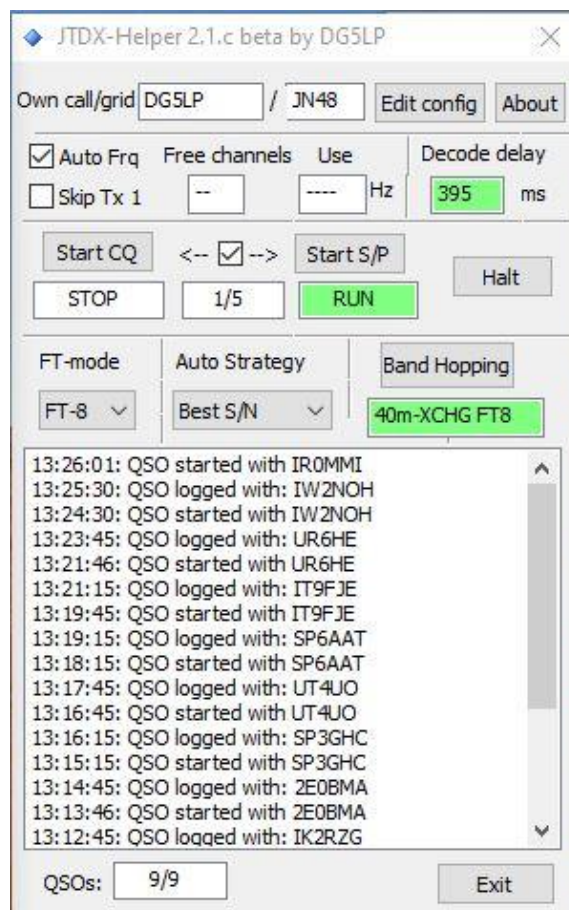 JTDX-Helper 2.1.c beta by DG5LP
Own call/grid DG5LP / JN48 Edit config About
Auto Frq Free channels Use Decode delay
Skip Tx 1 -- ---- Hz 395 ms
Start CQ <-- --> Start S/P Halt
STOP 1/5 RUN
FT-mode Auto Strategy Band Hopping
FT-8 Best S/N 40m-XCHG FT8
13:26:01: QSO started with IR0MMI
13:25:30: QSO logged with: IW2NOH
13:24:30: QSO started with IW2NOH
13:23:45: QSO logged with: UR6HE
13:21:46: QSO started with UR6HE
13:21:15: QSO logged with: IT9FJE
13:19:45: QSO started with IT9FJE
13:19:15: QSO logged with: SP6AAT
13:18:15: QSO started with SP6AAT
13:17:45: QSO logged with: UT4UO
13:16:45: QSO started with UT4UO
13:16:15: QSO logged with: SP3GHC
13:15:15: QSO started with SP3GHC
13:14:45: QSO logged with: 2E0BMA
13:13:46: QSO started with 2E0BMA
13:12:45: QSO logged with: IK2RZG
QSOs: 9/9 Exit